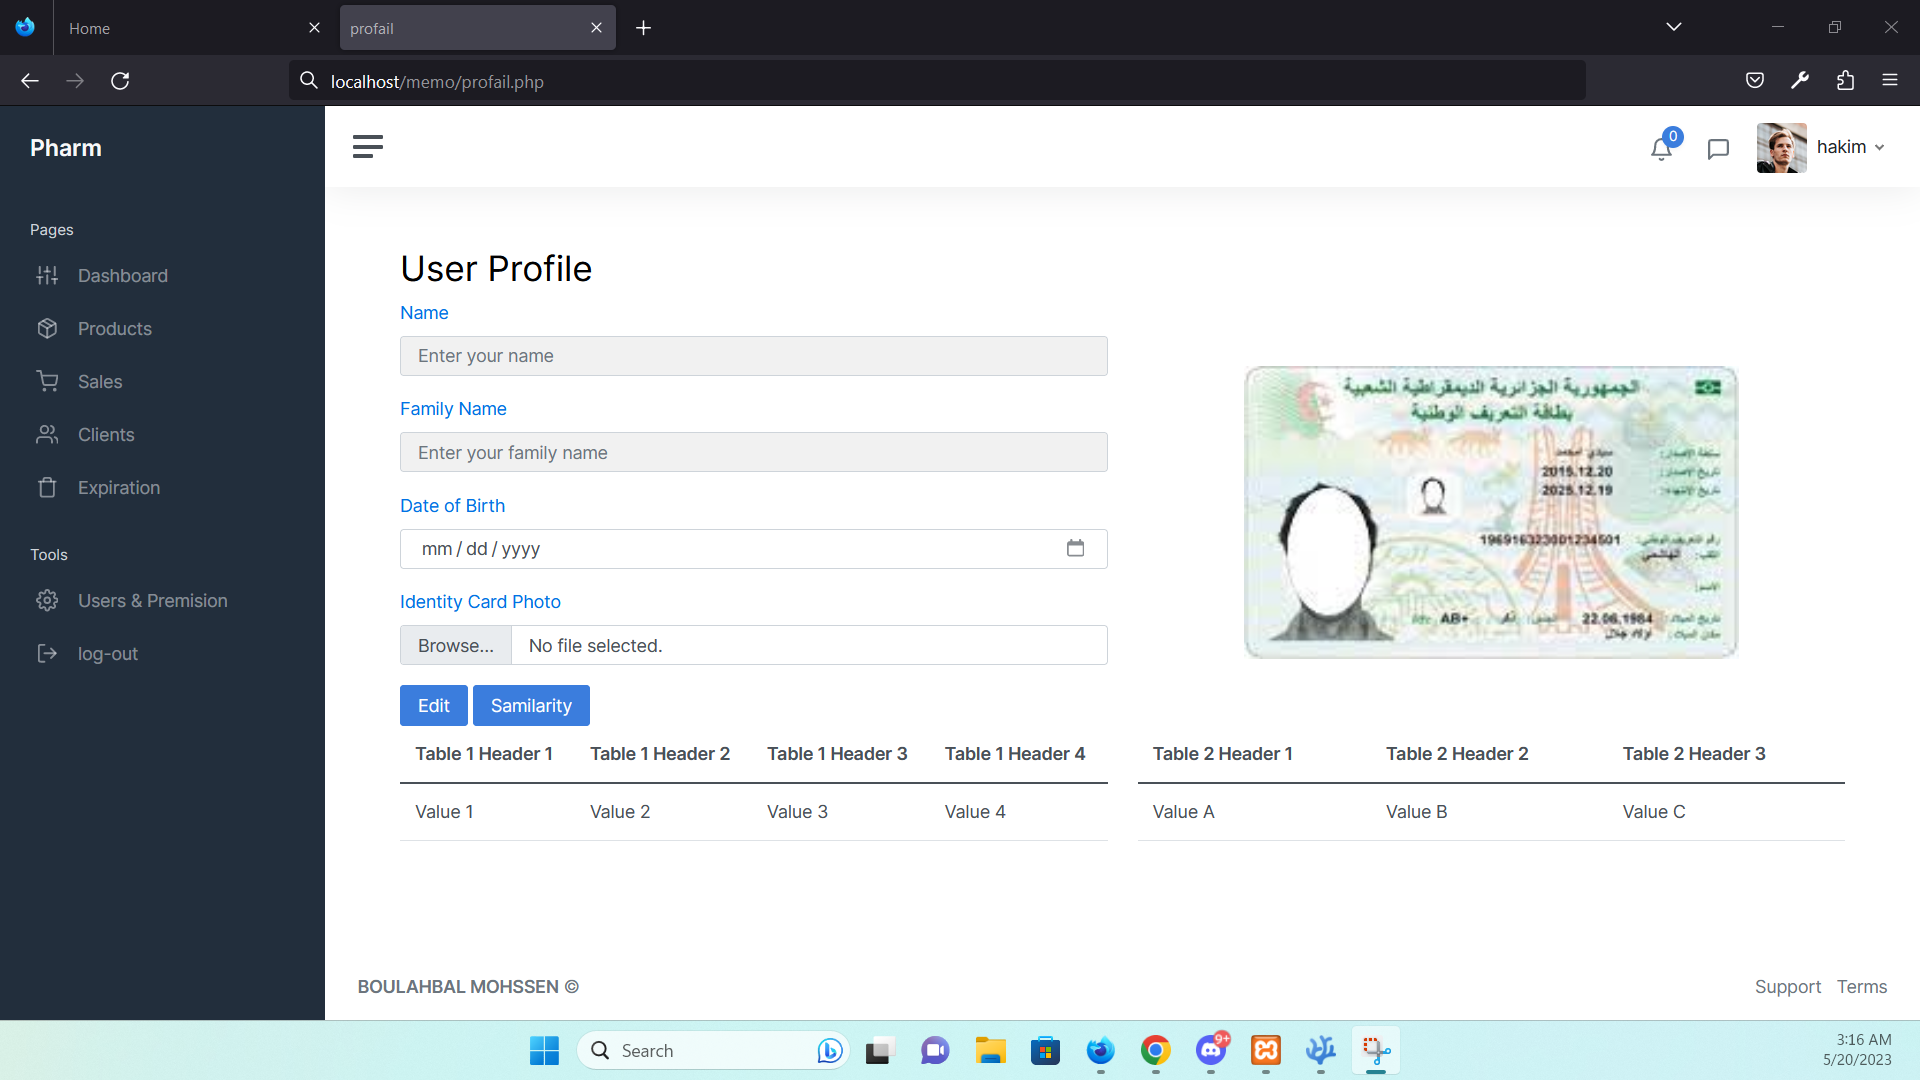 Home
profail
localhost/memo/profail.php
Pharm
0
hakim
Pages
Dashboard
Products
Sales
Clients
Expiration
Tools
Users & Premision
log-out
User Profile
Name
Enter your name
Family Name
Enter your family name
Date of Birth
mm / dd / yyyy
Identity Card Photo
Browse... No file selected.
Edit Samilarity
الجمهورية الجزائرية الديمقراطية الشعبية
بطاقة التعريف الوطنية
2015.12.20
2025.12.19
AB+
22.06.1984
Table 1 Header 1 Table 1 Header 2 Table 1 Header 3 Table 1 Header 4
Value 1 Value 2 Value 3 Value 4
Table 2 Header 1 Table 2 Header 2 Table 2 Header 3
Value A Value B Value C
BOULAHBAL MOHSSEN ©
Support Terms
Search
9+
3:16 AM
5/20/2023